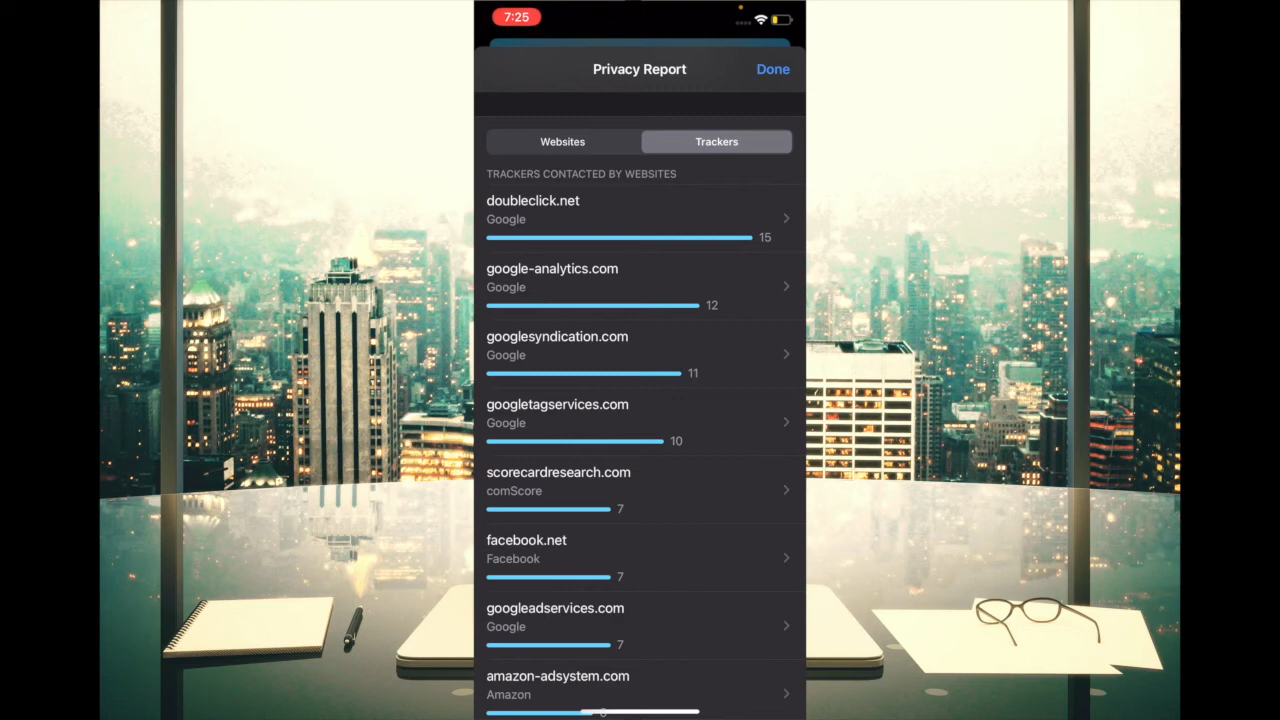 7:25
Privacy Report
Done
Websites
Trackers
TRACKERS CONTACTED BY WEBSITES
doubleclick.net
Google
15
google-analytics.com
Google
12
googlesyndication.com
Google
11
googletagservices.com
Google
10
scorecardresearch.com
comScore
7
facebook.net
Facebook
7
googleadservices.com
Google
7
amazon-adsystem.com
Amazon